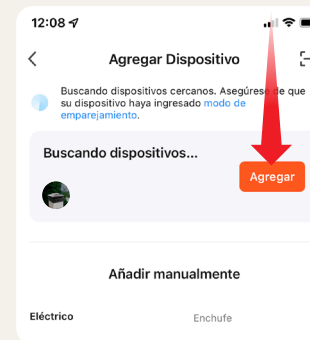 12:08
Agregar Dispositivo
Buscando dispositivos cercanos. Asegúrese de que
su dispositivo haya ingresado modo de
emparejamiento.
Buscando dispositivos...
Agregar
Añadir manualmente
Eléctrico
Enchufe